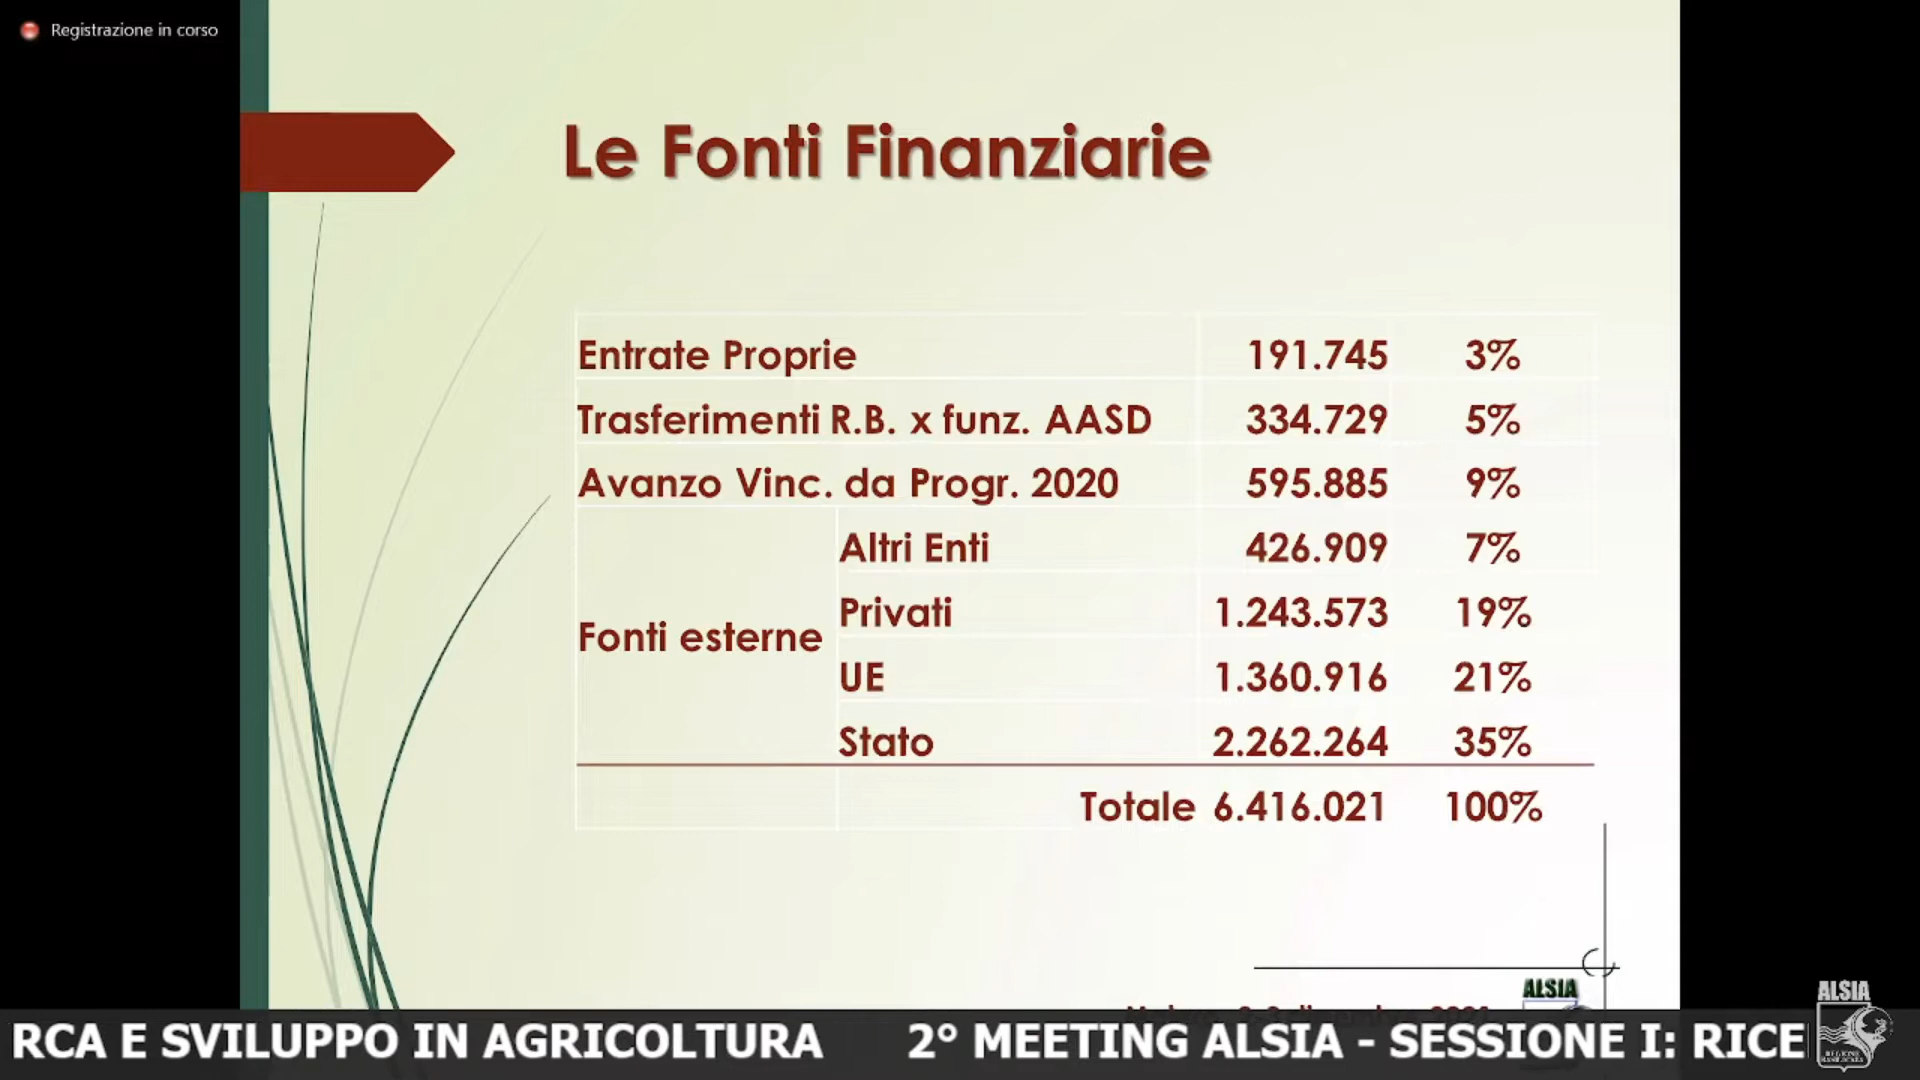 Registrazione in corso
Le Fonti Finanziarie
Entrate Proprie 191.745 3%
Trasferimenti R.B. x funz. AASD 334.729 5%
Avanzo Vinc. da Progr. 2020 595.885 9%
Fonti esterne
Altri Enti 426.909 7%
Privati 1.243.573 19%
UE 1.360.916 21%
Stato 2.262.264 35%
Totale 6.416.021 100%
ALSIA
RCA E SVILUPPO IN AGRICOLTURA 2° MEETING ALSIA - SESSIONE I: RICE
ALSIA
REGIONE
BASILICATA